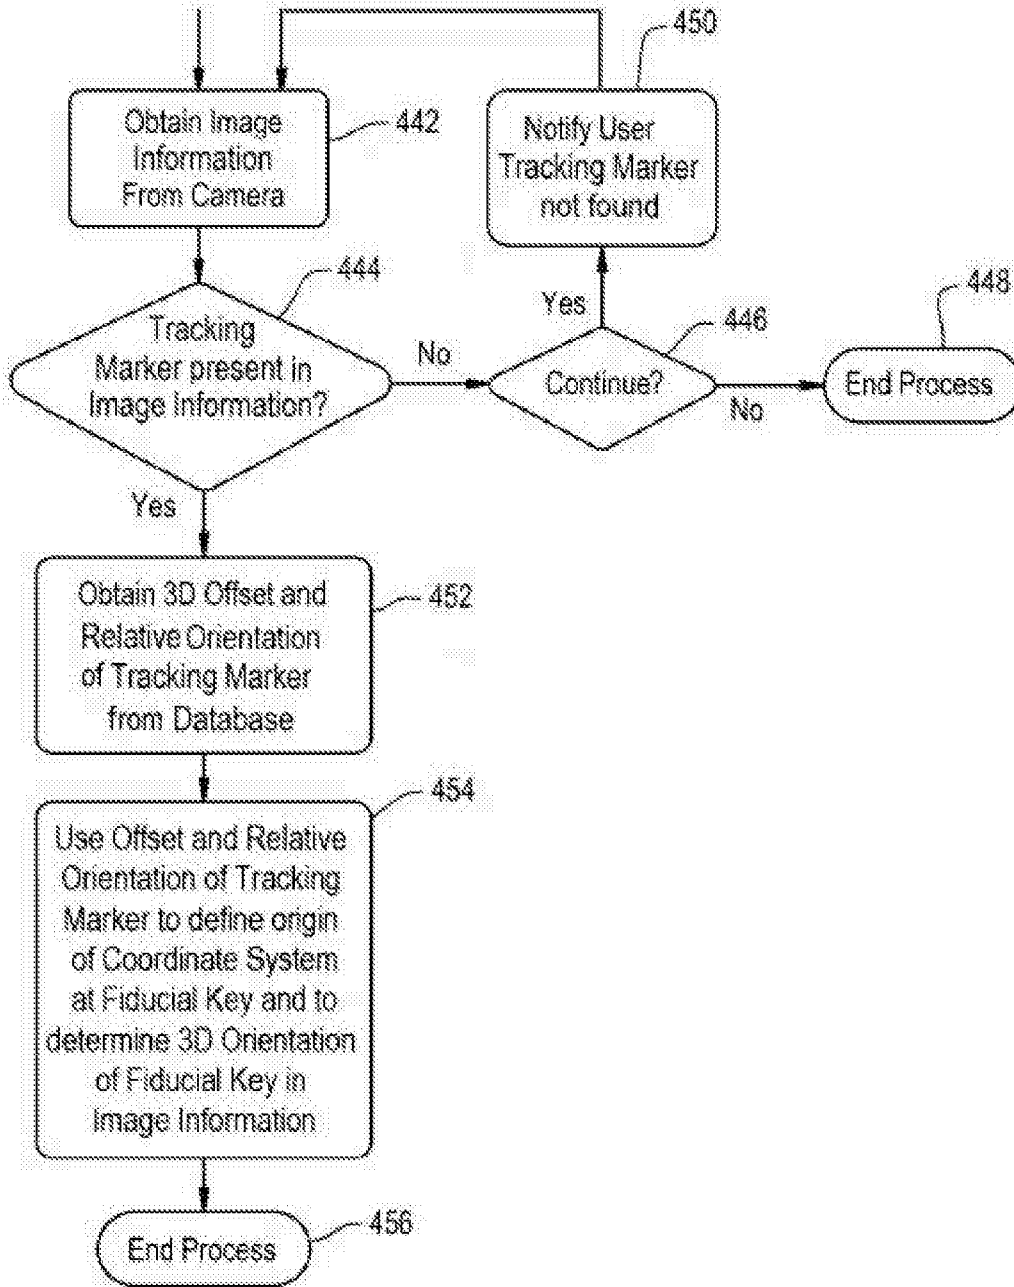 450
Obtain Image
Information
From Camera
442
Notify User
Tracking Marker
not found
444
Tracking
Marker present in
Image Information?
No
Yes
446
Continue?
No
448
End Process
Yes
Obtain 3D Offset and
Relative Orientation
of Tracking Marker
from Database
452
454
Use Offset and Relative
Orientation of Tracking
Marker to define origin
of Coordinate System
at Fiducial Key and to
determine 3D Orientation
of Fiducial Key in
Image Information
End Process
456